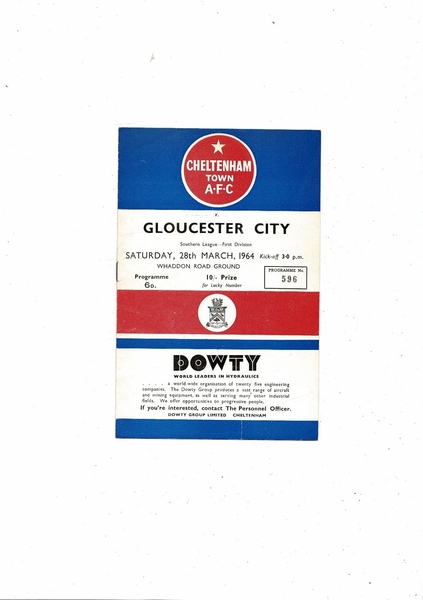 CHELTENHAM
TOWN
A·F·C
v.
GLOUCESTER CITY
Southern League—First Division
SATURDAY, 28th MARCH, 1964 Kick-off 3-0 p.m.
WHADDON ROAD GROUND
Programme
6D.
10/- Prize
for Lucky Number
PROGRAMME No.
596
DOWTY
WORLD LEADERS IN HYDRAULICS
. . . . . a world-wide organisation of twenty five engineering
companies. The Dowty Group produces a vast range of aircraft
and mining equipment, as well as serving many other industrial
fields. We offer opportunities to progressive people.
If you're interested, contact The Personnel Officer.
DOWTY GROUP LIMITED CHELTENHAM